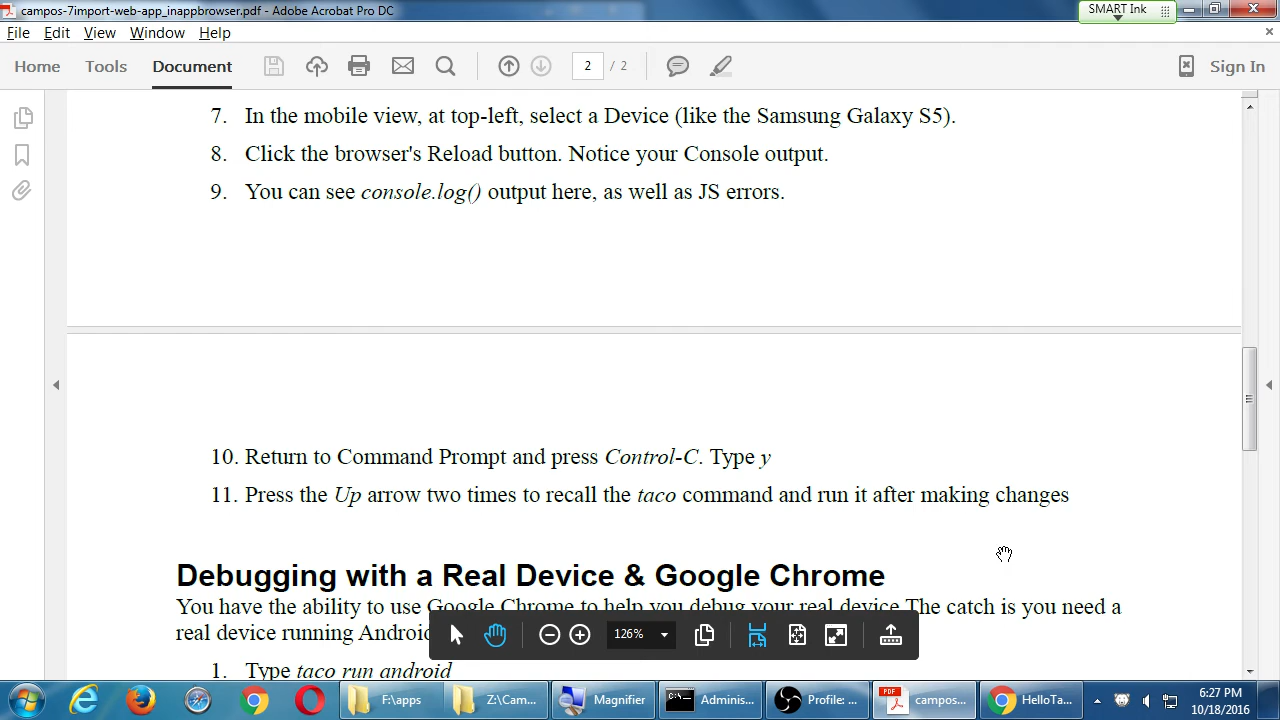 campos-7import-web-app_inappbrowser.pdf - Adobe Acrobat Pro DC
SMART Ink
File Edit View Window Help
Home Tools Document 2 / 2 Sign In
7. In the mobile view, at top-left, select a Device (like the Samsung Galaxy S5).
8. Click the browser's Reload button. Notice your Console output.
9. You can see console.log() output here, as well as JS errors.
10. Return to Command Prompt and press Control-C. Type y
11. Press the Up arrow two times to recall the taco command and run it after making changes
Debugging with a Real Device & Google Chrome
You have the ability to use Google Chrome to help you debug your real device The catch is you need a
real device running Android
126%
1. Type taco run android
F:\apps Z:\Cam... Magnifier Adminis... Profile: ... campos... HelloTa... 6:27 PM
10/18/2016